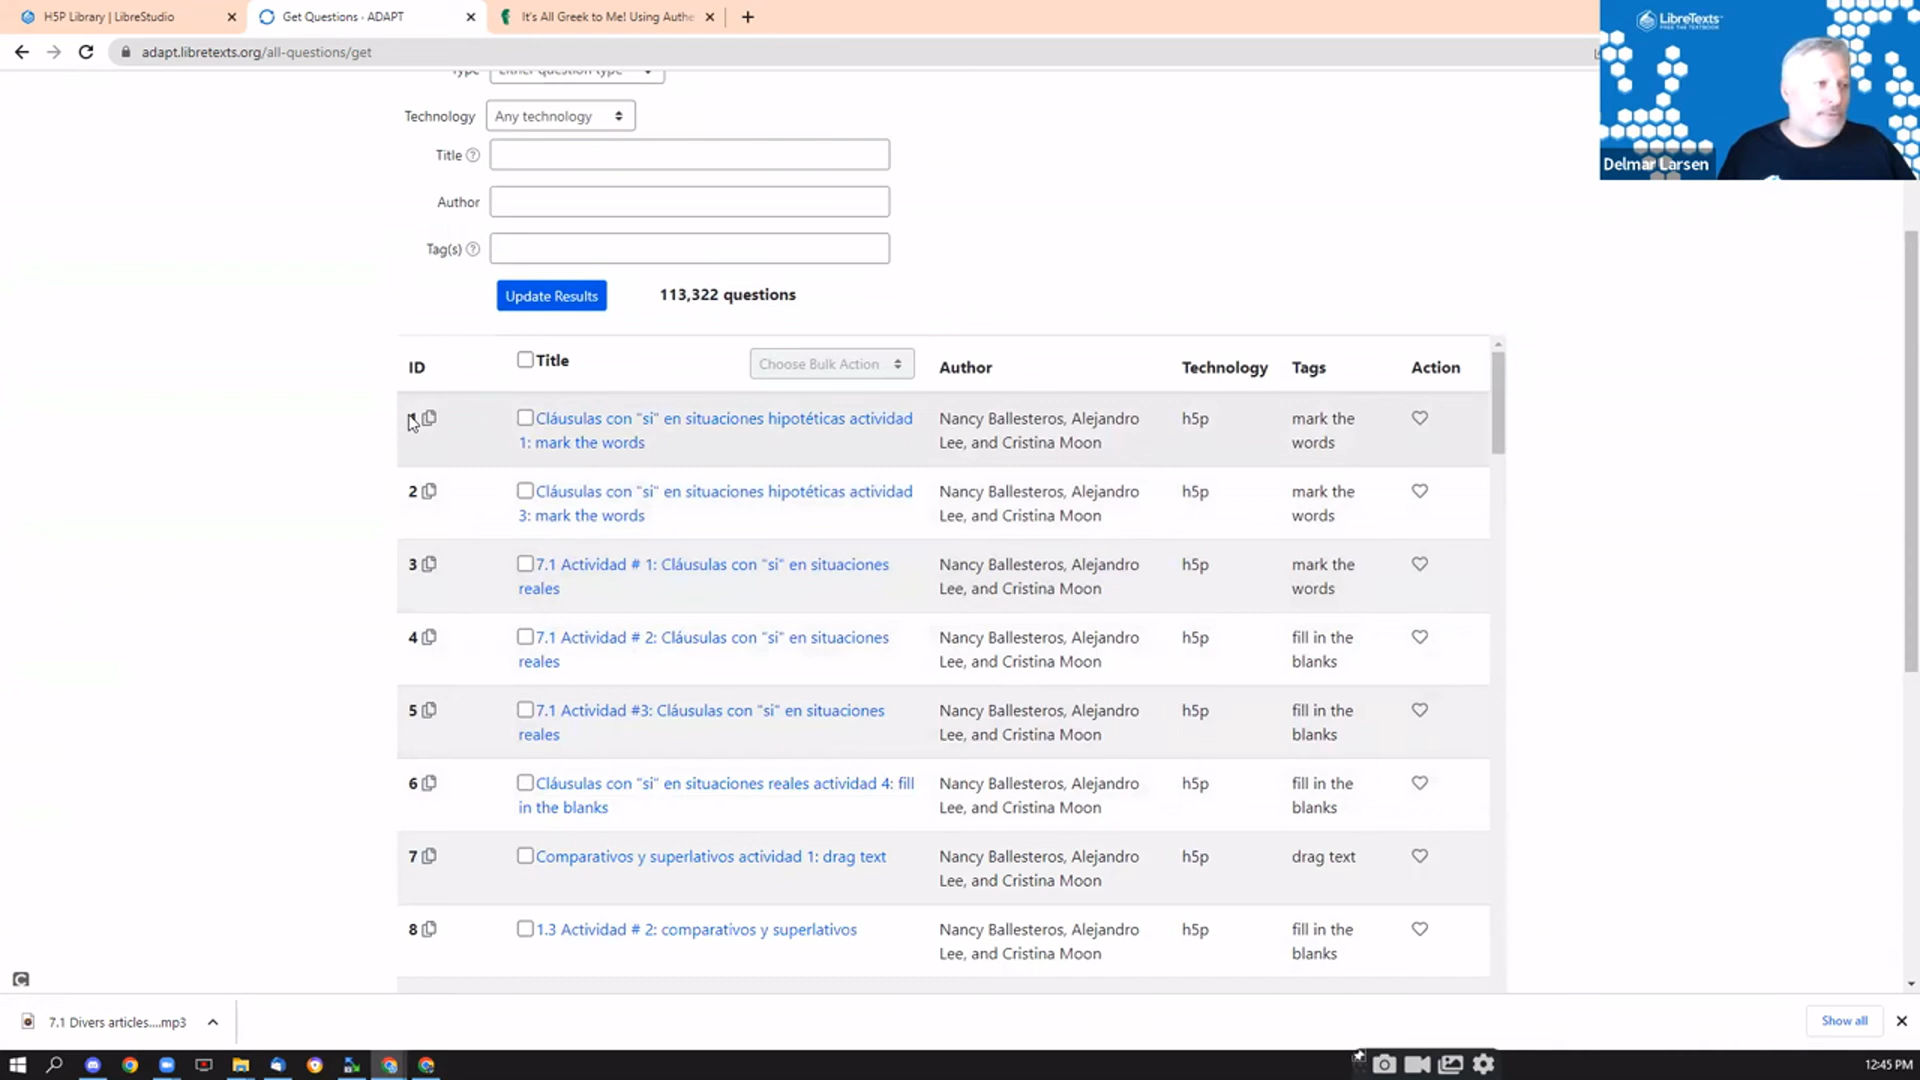 H5P Library | LibreStudio
Get Questions - ADAPT
It's All Greek to Me! Using Authe
adapt.libretexts.org/all-questions/get
Type Either question type
Technology Any technology
Title
Author
Tag(s)
Update Results 113,322 questions
ID Title Choose Bulk Action Author Technology Tags Action
Cláusulas con "si" en situaciones hipotéticas actividad Nancy Ballesteros, Alejandro h5p mark the
1: mark the words Lee, and Cristina Moon words
2 Cláusulas con "si" en situaciones hipotéticas actividad Nancy Ballesteros, Alejandro h5p mark the
3: mark the words Lee, and Cristina Moon words
3 7.1 Actividad # 1: Cláusulas con "si" en situaciones Nancy Ballesteros, Alejandro h5p mark the
reales Lee, and Cristina Moon words
4 7.1 Actividad # 2: Cláusulas con "si" en situaciones Nancy Ballesteros, Alejandro h5p fill in the
reales Lee, and Cristina Moon blanks
5 7.1 Actividad #3: Cláusulas con "si" en situaciones Nancy Ballesteros, Alejandro h5p fill in the
reales Lee, and Cristina Moon blanks
6 Cláusulas con "si" en situaciones reales actividad 4: fill Nancy Ballesteros, Alejandro h5p fill in the
in the blanks Lee, and Cristina Moon blanks
7 Comparativos y superlativos actividad 1: drag text Nancy Ballesteros, Alejandro h5p drag text
Lee, and Cristina Moon
8 1.3 Actividad # 2: comparativos y superlativos Nancy Ballesteros, Alejandro h5p fill in the
Lee, and Cristina Moon blanks
LibreTexts
FREE THE TEXTBOOK
Delmar Larsen
7.1 Divers articles....mp3
Show all
12:45 PM